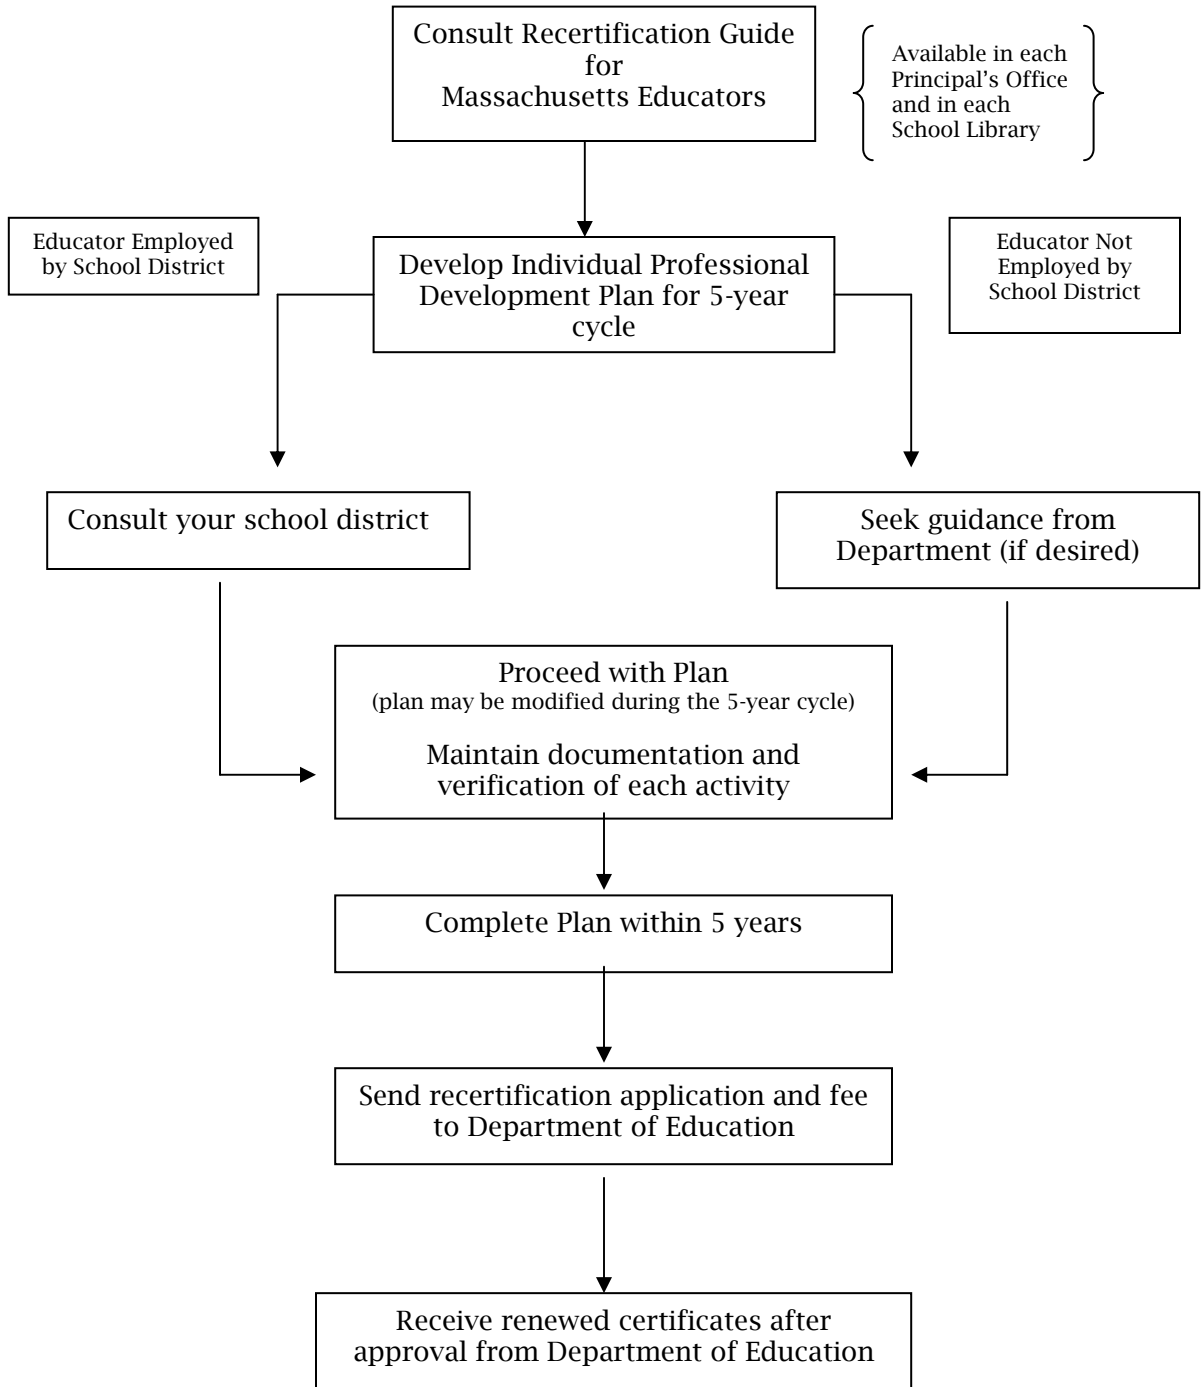 Consult Recertification Guide
for
Massachusetts Educators
Available in each
Principal's Office
and in each
School Library
Educator Employed
by School District
Develop Individual Professional
Development Plan for 5-year
cycle
Educator Not
Employed by
School District
Consult your school district
Seek guidance from
Department (if desired)
Proceed with Plan
(plan may be modified during the 5-year cycle)
Maintain documentation and
verification of each activity
Complete Plan within 5 years
Send recertification application and fee
to Department of Education
Receive renewed certificates after
approval from Department of Education